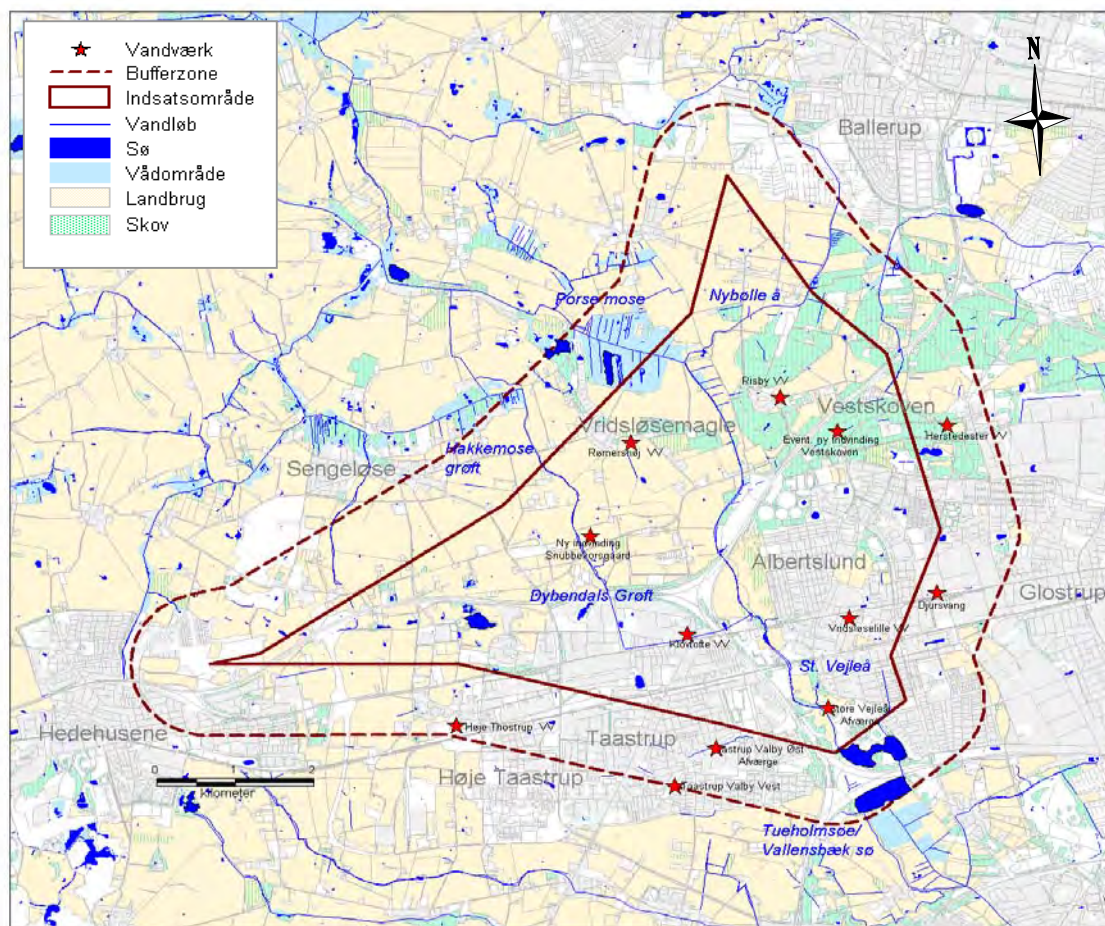 Vandværk
Bufferzone
Indsatsområde
Vandløb
Sø
Vådområde
Landbrug
Skov
N
Ballerup
Porse mose
Nybølle å
Risby VV
Vestskoven
Vridsløsemagle
Event. ny indvinding
Vestskoven
Herstedøster VV
Rømershøj VV
Hakkemose
grøft
Sengeløse
Ny indvinding
Snubbekorsgaard
Albertslund
Dybendals Grøft
Djursvang
Glostrup
Vridsløselille VV
Klovtofte VV
St. Vejleå
Store Vejleå
Afværge
Høje Thostrup VV
Hedehusene
Taastrup
Taastrup Valby Øst
Afværge
Høje Taastrup
Taastrup Valby Vest
0 1 2
kilometer
Tueholmsøe/
Vallensbæk sø